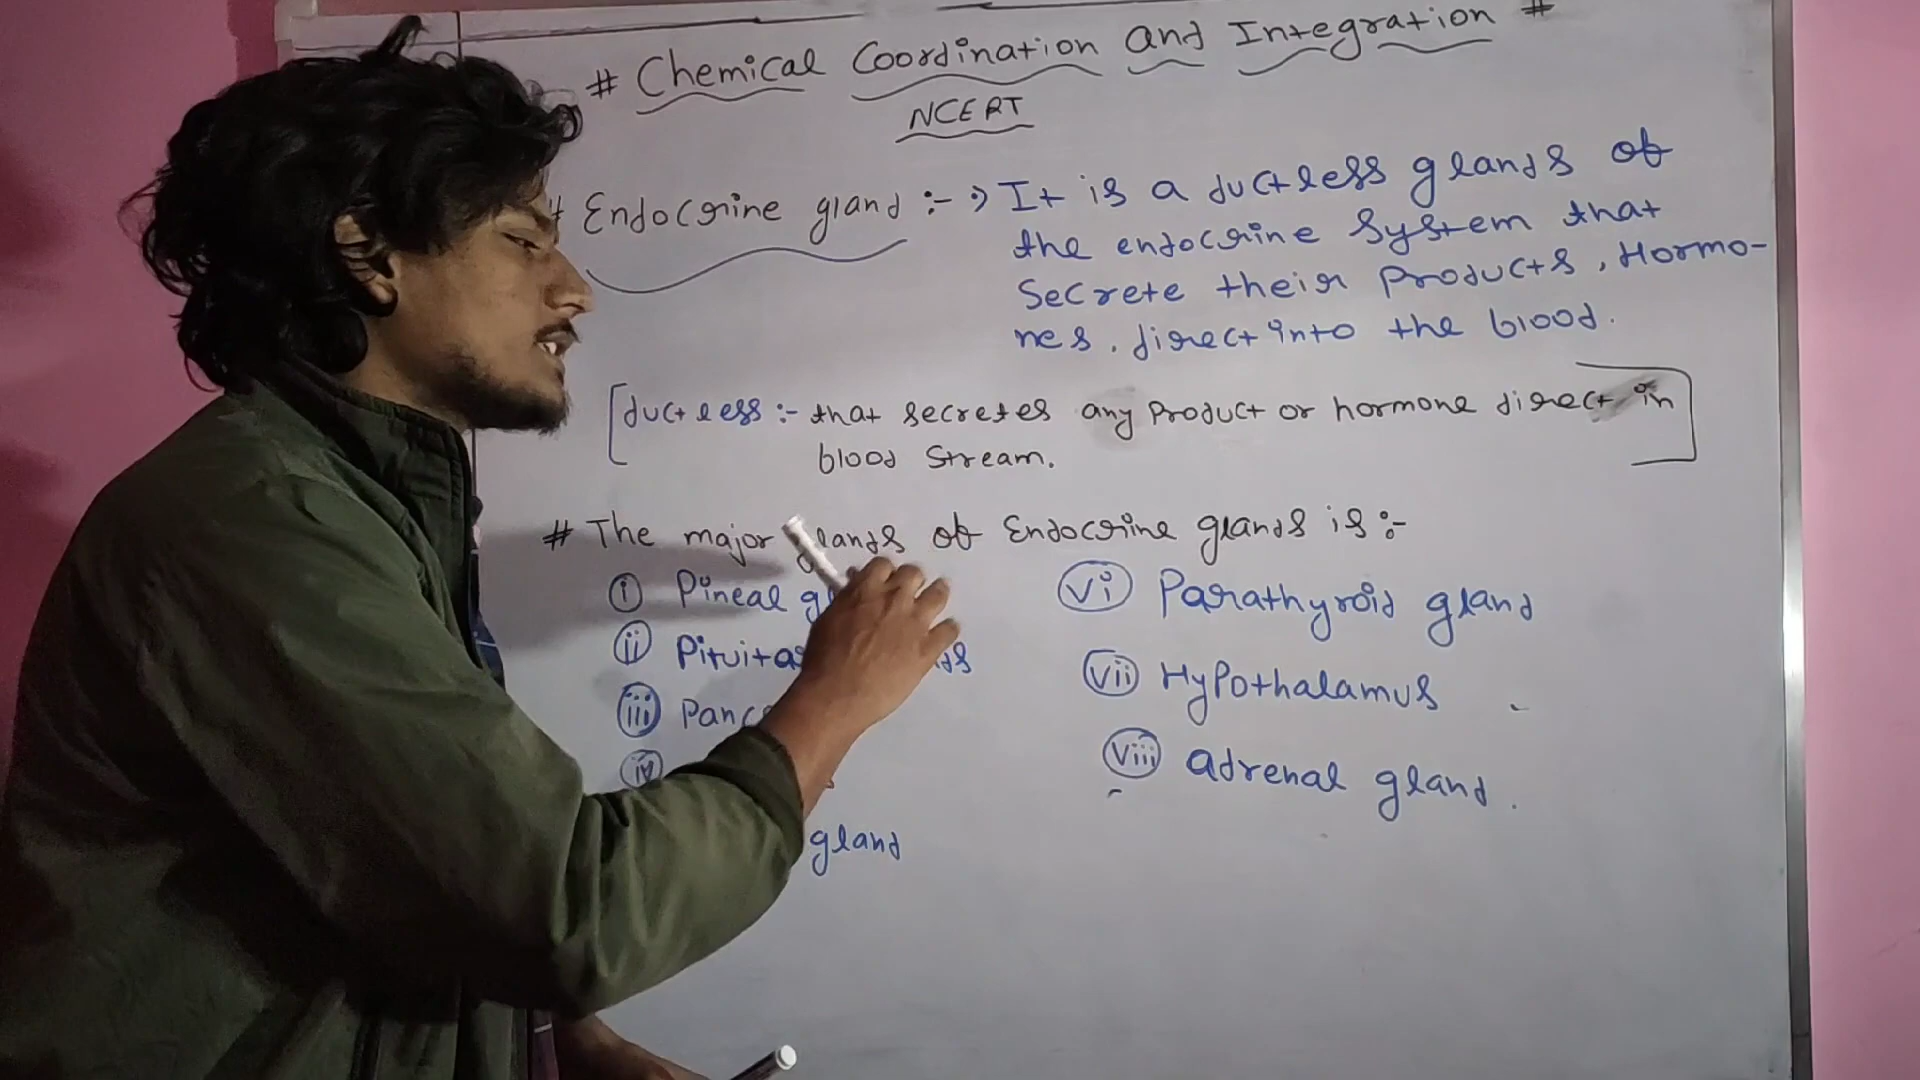 # Chemical Coordination and Integration #
NCERT
# Endocrine gland :- → It is a ductless glands of
the endocrine system that
secrete their products, Hormo-
nes, direct into the blood.
[ductless :- that secretes any product or hormone direct in
blood stream.]
# The major glands of Endocrine glands is :-
(i) Pineal
(ii)
(iii)
(iv)
gland
(vi) Parathyroid gland
(vii) Hypothalamus
(viii) adrenal gland.